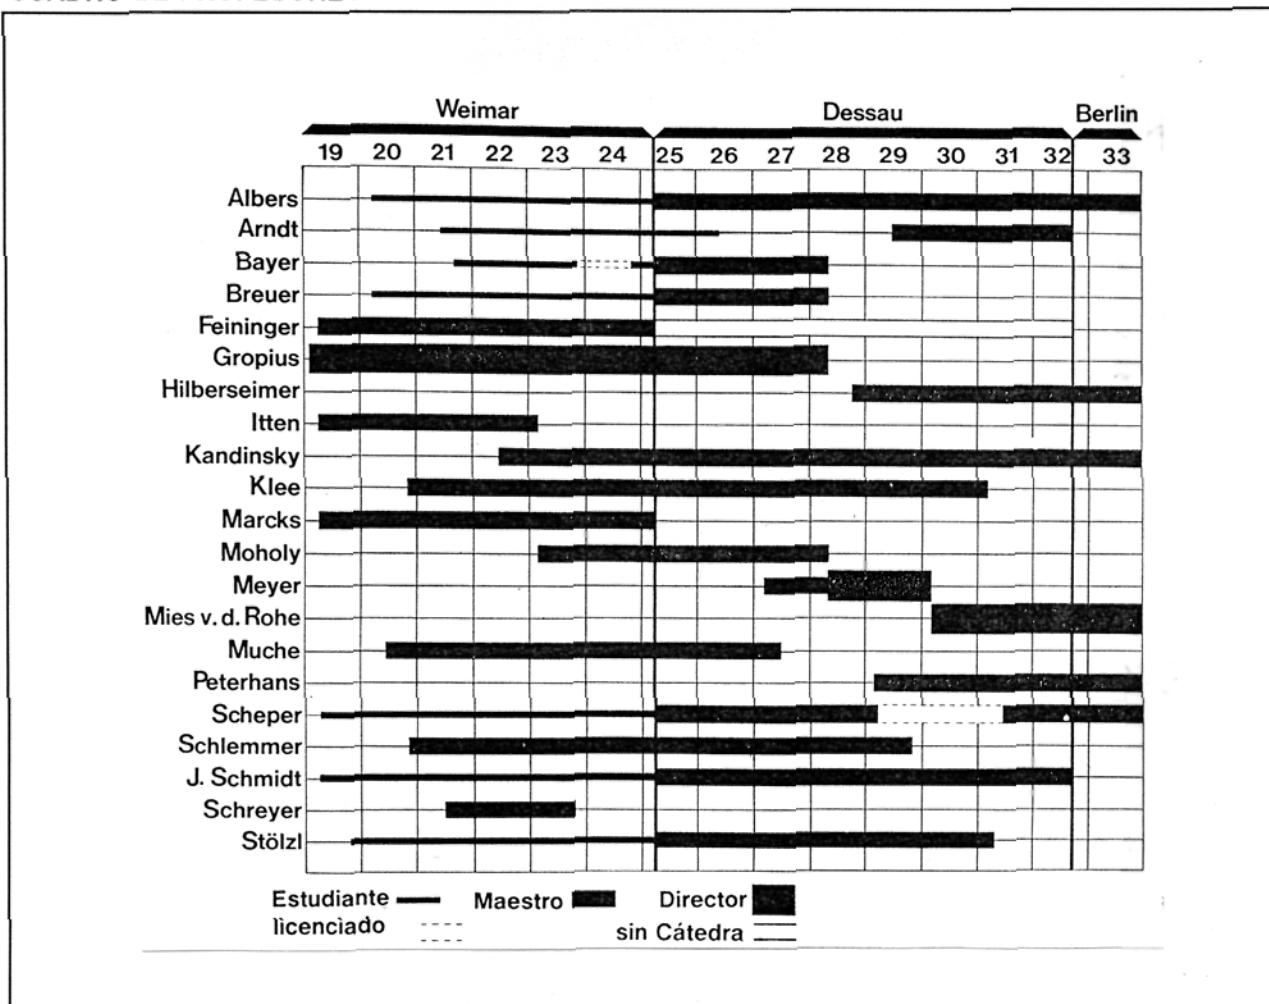 Weimar Dessau Berlin
19 20 21 22 23 24 25 26 27 28 29 30 31 32 33
Albers
Arndt
Bayer
Breuer
Feininger
Gropius
Hilberseimer
Itten
Kandinsky
Klee
Marcks
Moholy
Meyer
Mies v. d. Rohe
Muche
Peterhans
Scheper
Schlemmer
J. Schmidt
Schreyer
Stölzl
Estudiante Maestro Director
licenciado sin Cátedra